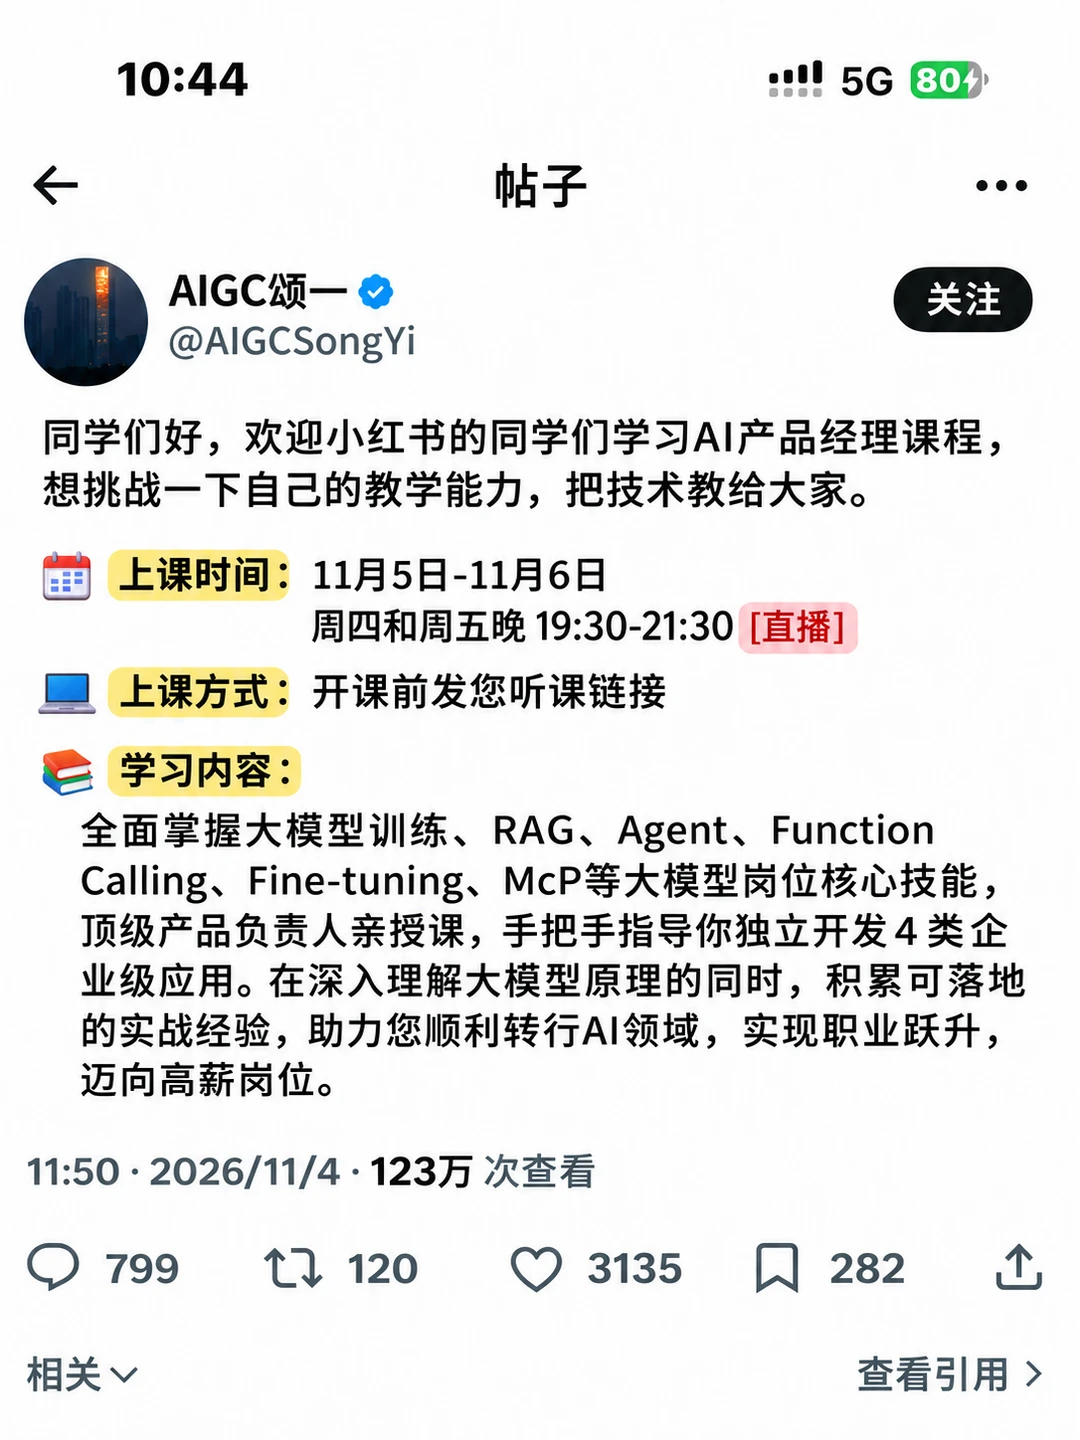 10:44
5G 80
帖子
AIGC颂一
@AIGCSongYi
关注
同学们好，欢迎小红书的同学们学习AI产品经理课程，
想挑战一下自己的教学能力，把技术教给大家。
上课时间： 11月5日-11月6日
周四和周五晚 19:30-21:30 [直播]
上课方式： 开课前发您听课链接
学习内容：
全面掌握大模型训练、RAG、Agent、Function
Calling、Fine-tuning、McP等大模型岗位核心技能，
顶级产品负责人亲授课，手把手指导你独立开发4类企
业级应用。在深入理解大模型原理的同时，积累可落地
的实战经验，助力您顺利转行AI领域，实现职业跃升，
迈向高薪岗位。
11:50 · 2026/11/4 · 123万 次查看
799 120 3135 282
相关 查看引用